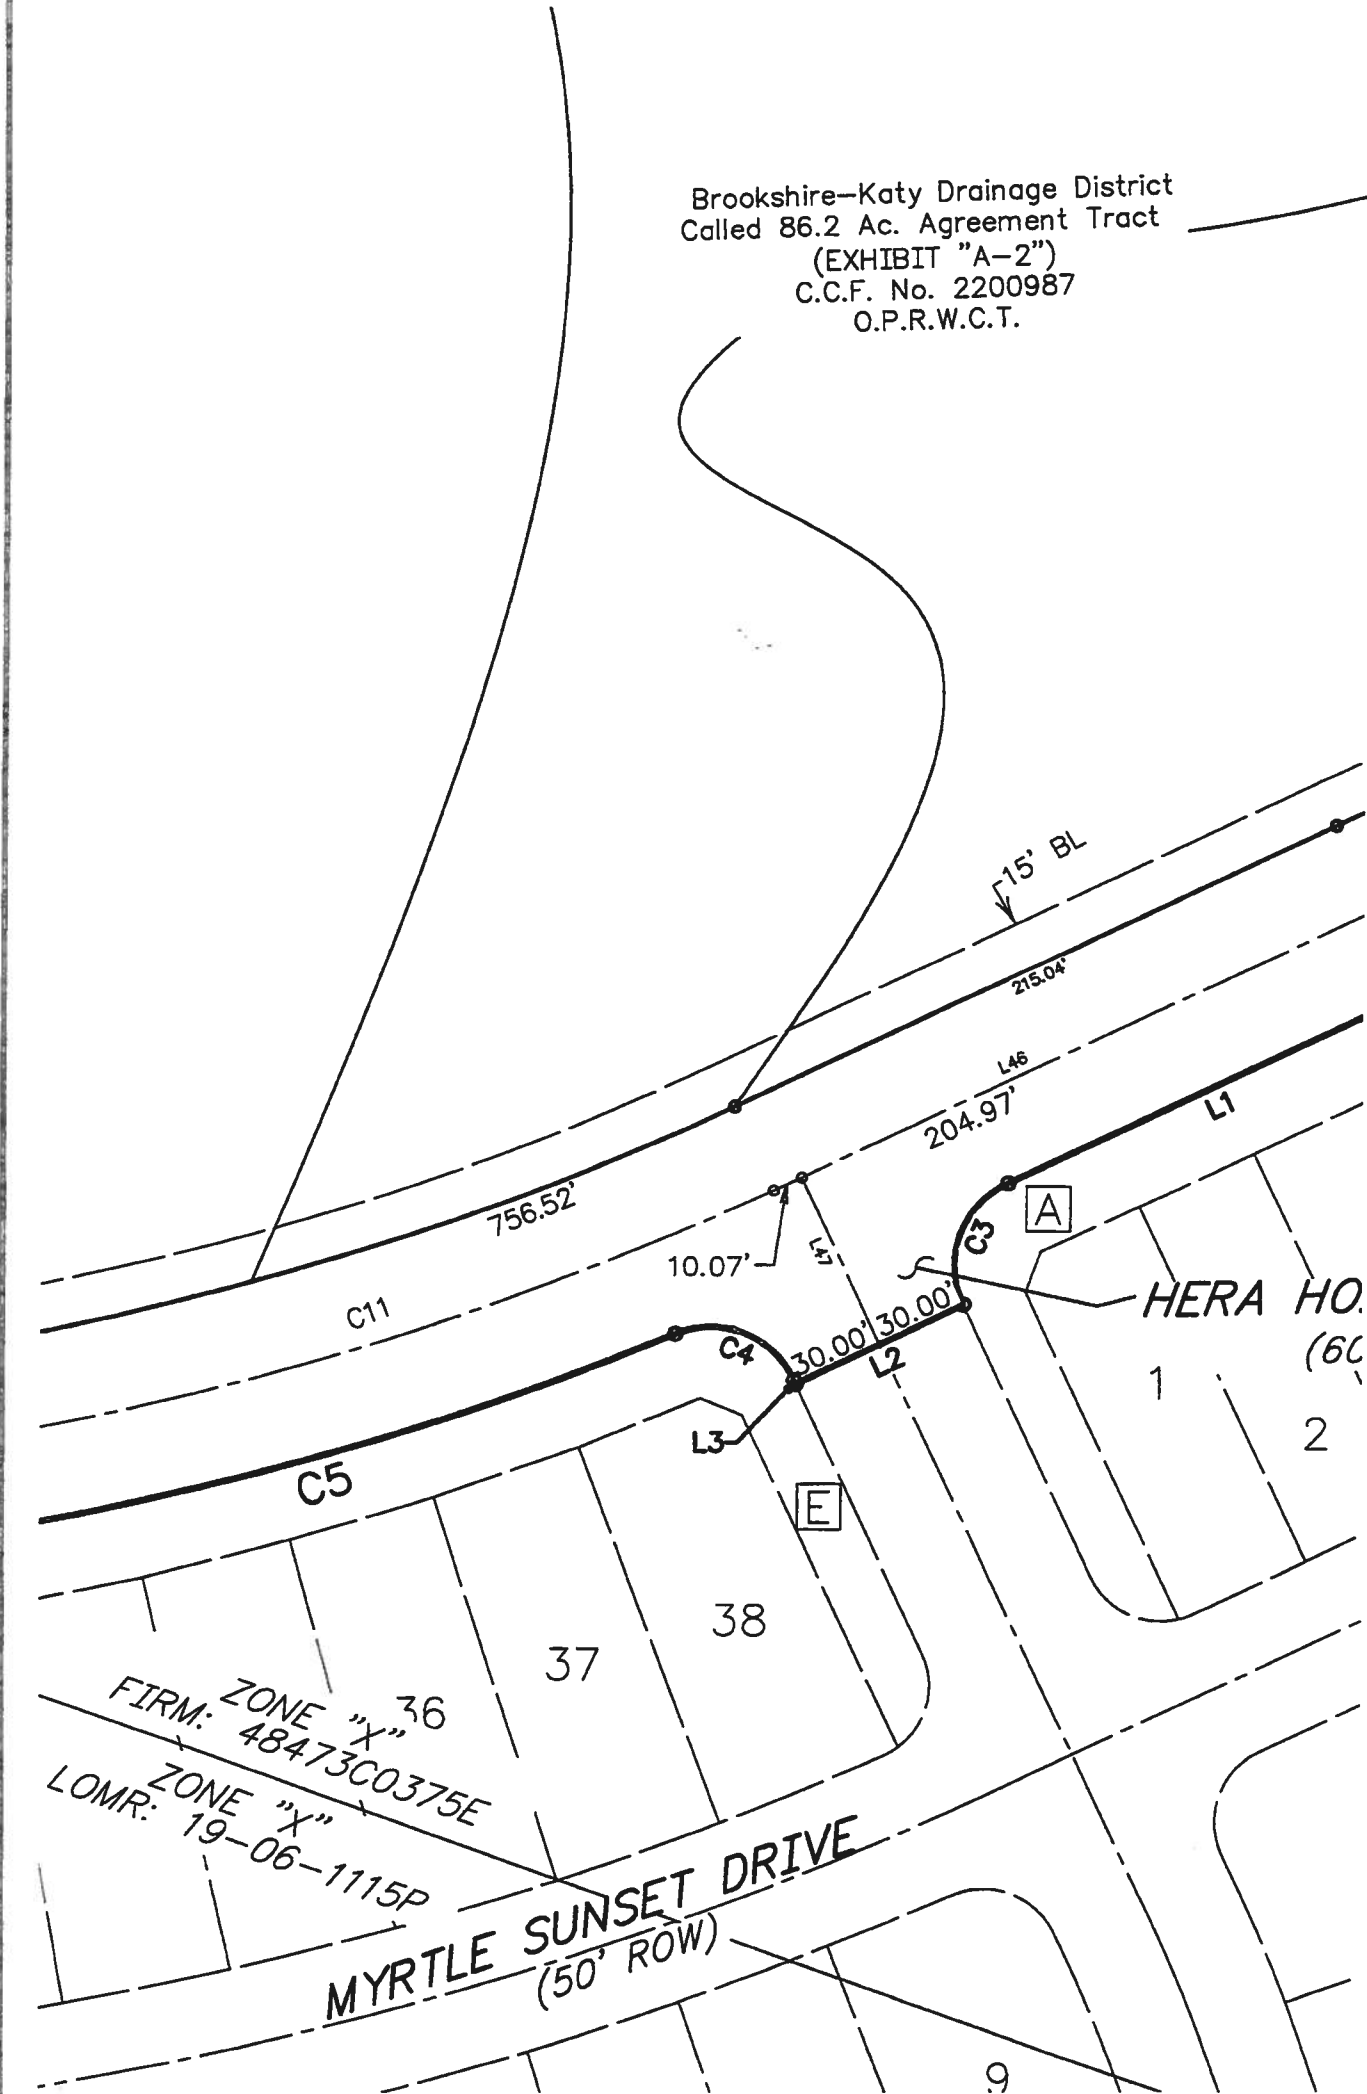 Brookshire–Katy Drainage District
Called 86.2 Ac. Agreement Tract
(EXHIBIT "A–2")
C.C.F. No. 2200987
O.P.R.W.C.T.
15' BL
215.04'
L46
204.97'
L1
756.52'
10.07'
L47
C3
A
C11
HERA
C4
30.00'
30.00'
L2
1
2
L3
C5
E
38
37
36
ZONE "X"
FIRM: 48473C0375E
ZONE "X"
LOMR: 19–06–1115P
MYRTLE SUNSET DRIVE
(50' ROW)
9